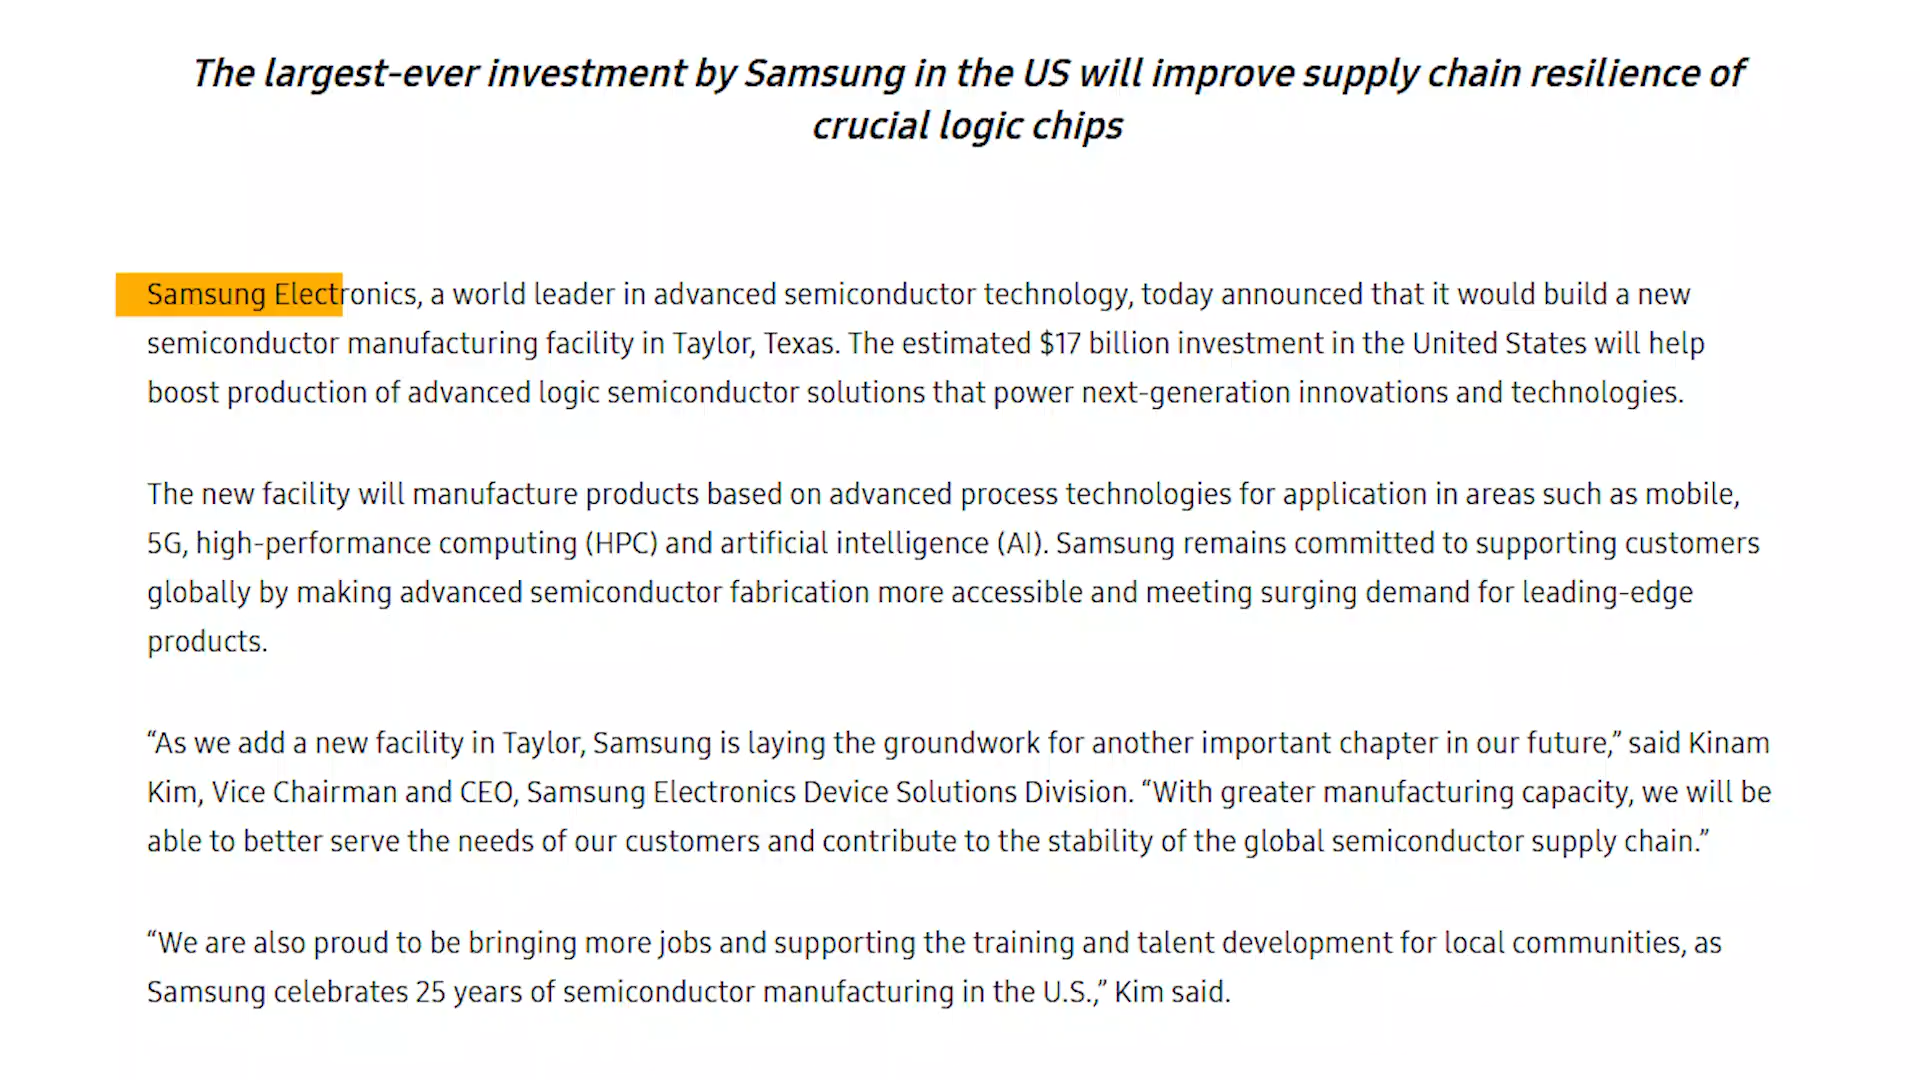 The largest-ever investment by Samsung in the US will improve supply chain resilience of
crucial logic chips
Samsung Electronics, a world leader in advanced semiconductor technology, today announced that it would build a new
semiconductor manufacturing facility in Taylor, Texas. The estimated $17 billion investment in the United States will help
boost production of advanced logic semiconductor solutions that power next-generation innovations and technologies.
The new facility will manufacture products based on advanced process technologies for application in areas such as mobile,
5G, high-performance computing (HPC) and artificial intelligence (AI). Samsung remains committed to supporting customers
globally by making advanced semiconductor fabrication more accessible and meeting surging demand for leading-edge
products.
“As we add a new facility in Taylor, Samsung is laying the groundwork for another important chapter in our future,” said Kinam
Kim, Vice Chairman and CEO, Samsung Electronics Device Solutions Division. “With greater manufacturing capacity, we will be
able to better serve the needs of our customers and contribute to the stability of the global semiconductor supply chain.”
“We are also proud to be bringing more jobs and supporting the training and talent development for local communities, as
Samsung celebrates 25 years of semiconductor manufacturing in the U.S.,” Kim said.